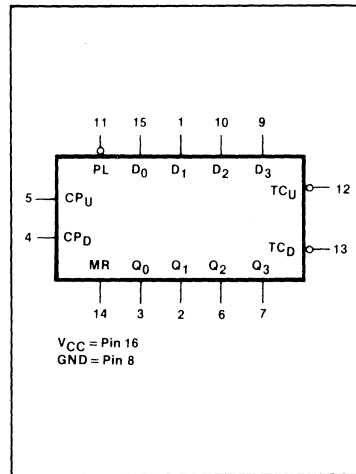 11 15 1 10 9
PL D0 D1 D2 D3
TCU 12
5 CPU
4 CPD
TCD 13
MR Q0 Q1 Q2 Q3
14 3 2 6 7
VCC = Pin 16
GND = Pin 8